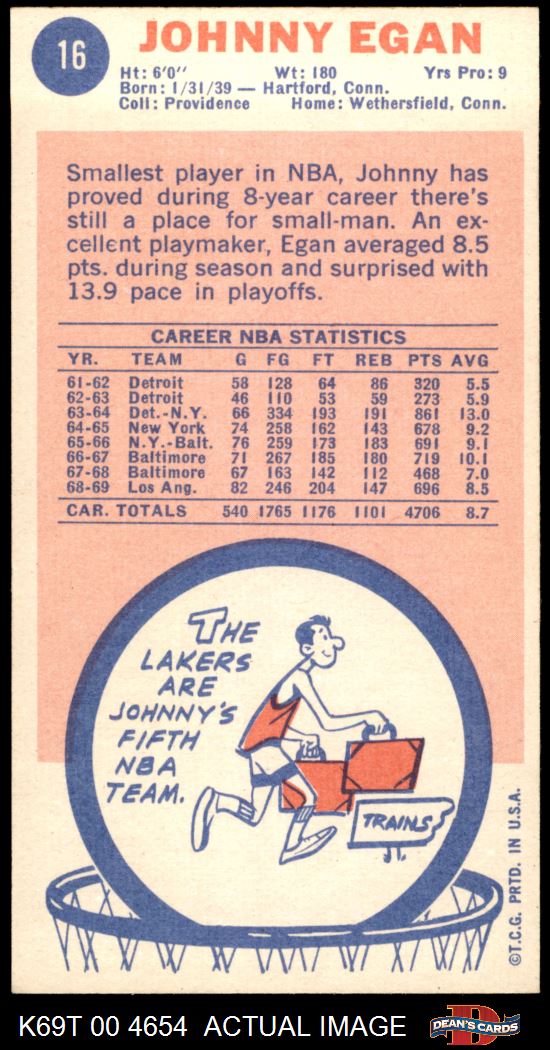 16
JOHNNY EGAN
Ht: 6'0" Wt: 180 Yrs Pro: 9
Born: 1/31/39 — Hartford, Conn.
Coll: Providence Home: Wethersfield, Conn.
Smallest player in NBA, Johnny has
proved during 8-year career there's
still a place for small-man. An ex-
cellent playmaker, Egan averaged 8.5
pts. during season and surprised with
13.9 pace in playoffs.
CAREER NBA STATISTICS
YR. TEAM G FG FT REB PTS AVG
61-62 Detroit 58 128 64 86 320 5.5
62-63 Detroit 46 110 53 59 273 5.9
63-64 Det.-N.Y. 66 334 193 191 861 13.0
64-65 New York 74 258 162 143 678 9.2
65-66 N.Y.-Balt. 76 259 173 183 691 9.1
66-67 Baltimore 71 267 185 180 719 10.1
67-68 Baltimore 67 163 142 112 468 7.0
68-69 Los Ang. 82 246 204 147 696 8.5
CAR. TOTALS 540 1765 1176 1101 4706 8.7
THE
LAKERS
ARE
JOHNNY'S
FIFTH
NBA
TEAM.
TRAINS
©T.C.G. PRTD. IN U.S.A.
K69T 00 4654 ACTUAL IMAGE
D
DEAN'S CARDS